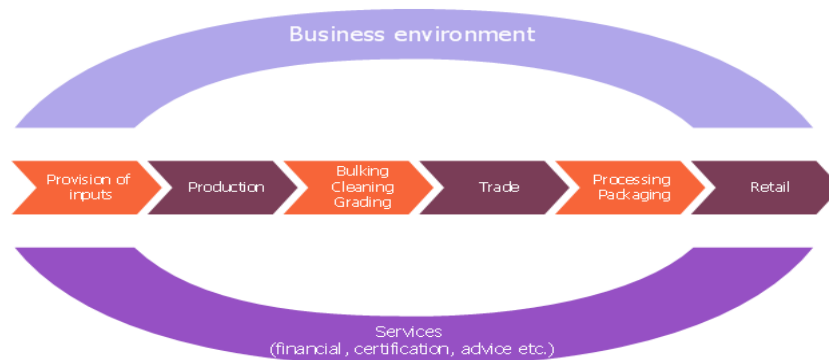 Business environment
Provision of
inputs
Production
Bulking
Cleaning
Grading
Trade
Processing
Packaging
Retail
Services
(financial, certification, advice etc.)